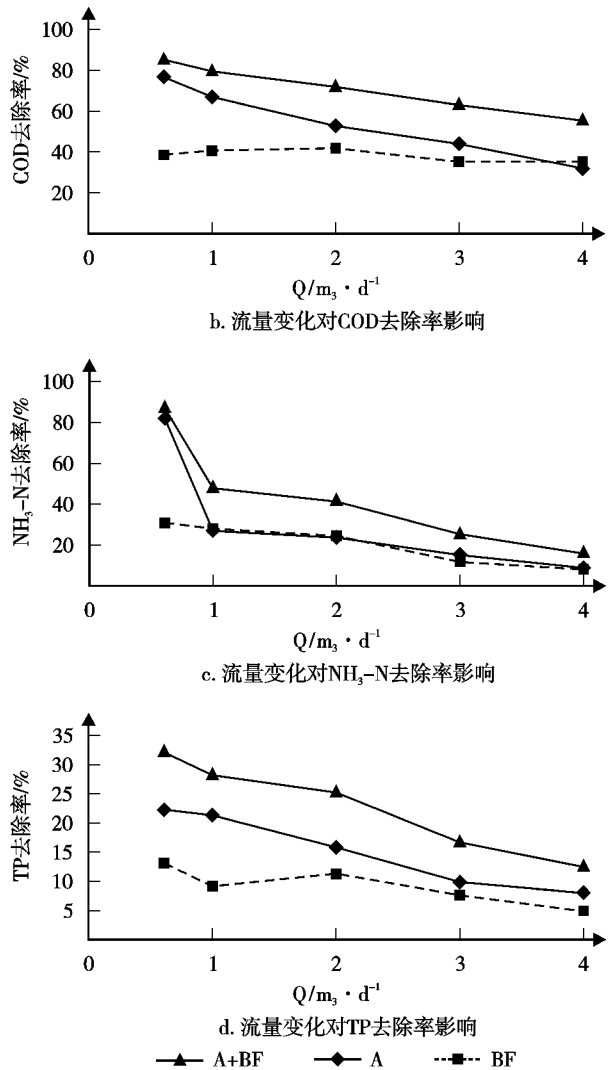 COD去除率/%
100
80
60
40
20
0 1 2 3 4
Q/m₃·d⁻¹
b. 流量变化对COD去除率影响
NH₃-N去除率/%
100
80
60
40
20
0 1 2 3 4
Q/m₃·d⁻¹
c. 流量变化对NH₃-N去除率影响
TP去除率/%
35
30
25
20
15
10
5
0 1 2 3 4
Q/m₃·d⁻¹
d. 流量变化对TP去除率影响
A+BF A BF